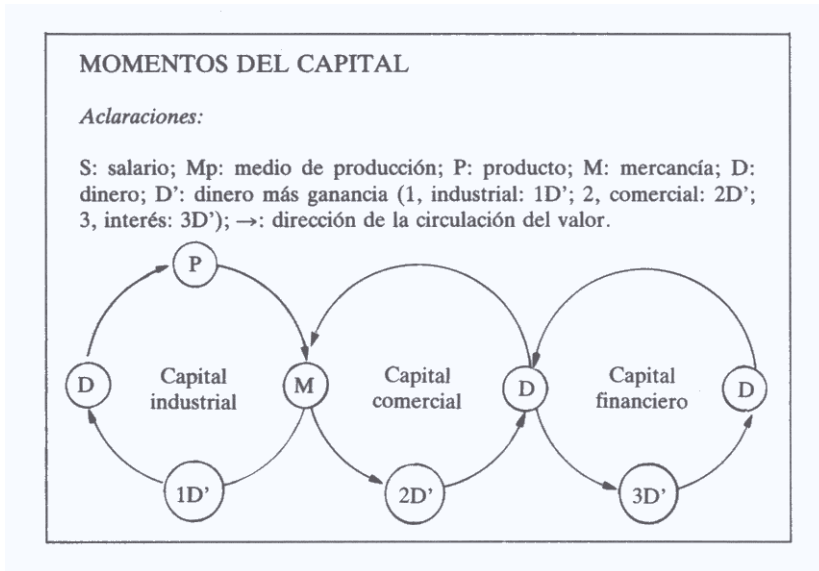 MOMENTOS DEL CAPITAL
Aclaraciones:
S: salario; Mp: medio de producción; P: producto; M: mercancía; D:
dinero; D’: dinero más ganancia (1, industrial: 1D’; 2, comercial: 2D’;
3, interés: 3D’); →: dirección de la circulación del valor.
P
D
Capital
industrial
M
Capital
comercial
D
Capital
financiero
D
1D’
2D’
3D’